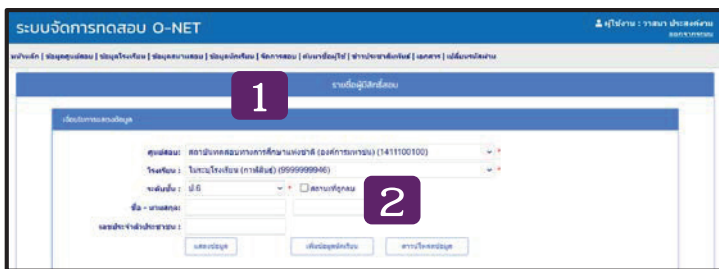 ระบบจัดการทดสอบ O-NET
ผู้ใช้งาน : วาสนา ประสงค์งาม
ออกจากระบบ
หน้าหลัก | ข้อมูลศูนย์สอบ | ข้อมูลโรงเรียน | ข้อมูลสนามสอบ | ข้อมูลนักเรียน | จัดการสอบ | ค้นหาชื่อผู้ใช้ | ข่าวประชาสัมพันธ์ | เอกสาร | เปลี่ยนรหัสผ่าน
1
รายชื่อผู้มีสิทธิ์สอบ
เงื่อนไขการแสดงข้อมูล
ศูนย์สอบ: สถาบันทดสอบทางการศึกษาแห่งชาติ (องค์การมหาชน) (1411100100) *
โรงเรียน : ไม่ระบุโรงเรียน (กาฬสินธุ์) (9999999946) *
ระดับชั้น : ป.6 * สถานะที่ถูกลบ
2
ชื่อ - นามสกุล:
เลขประจำตัวประชาชน :
แสดงข้อมูล เพิ่มข้อมูลนักเรียน ดาวน์โหลดข้อมูล